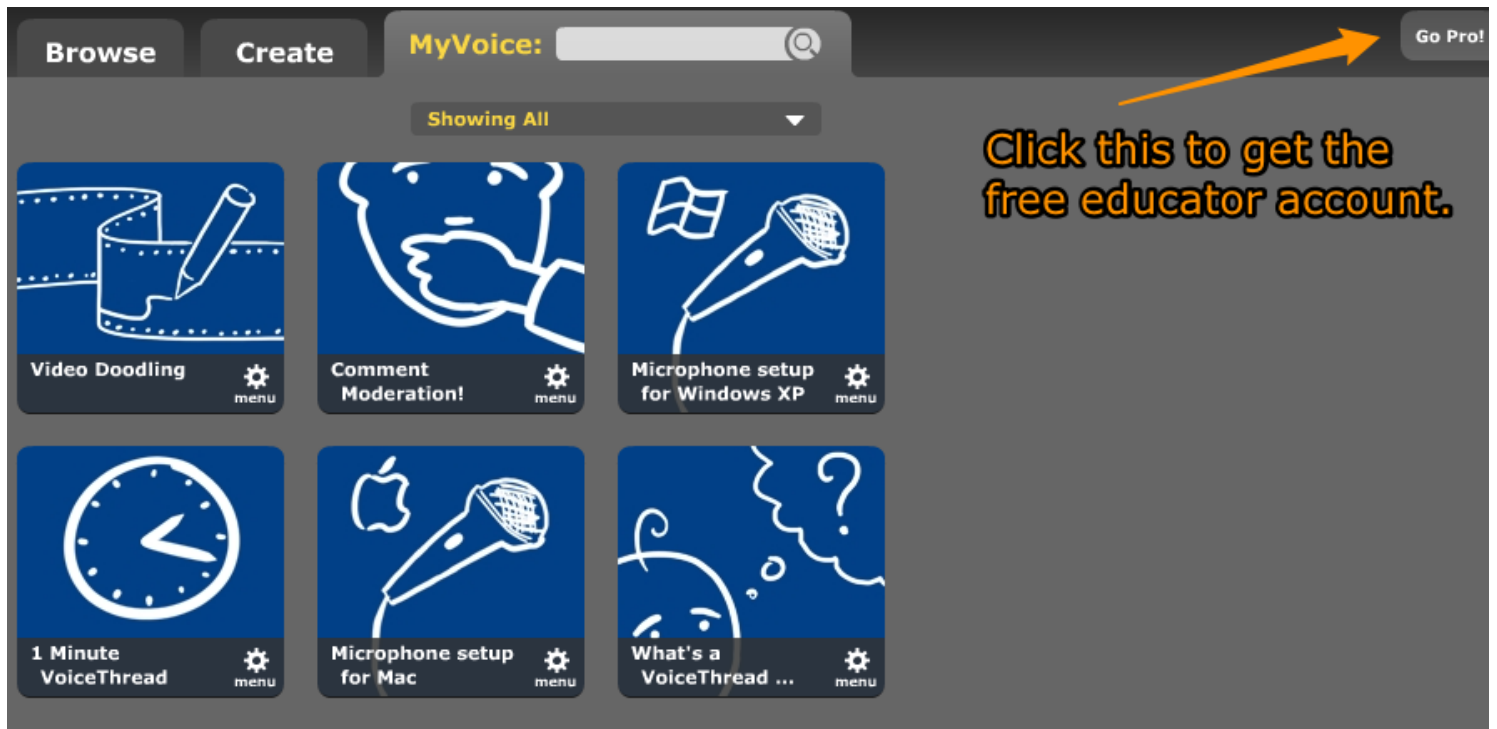 Browse
Create
MyVoice:
Go Pro!
Showing All
Click this to get the
free educator account.
Video Doodling
menu
Comment
Moderation!
menu
Microphone setup
for Windows XP
menu
1 Minute
VoiceThread
menu
Microphone setup
for Mac
menu
What's a
VoiceThread ...
menu